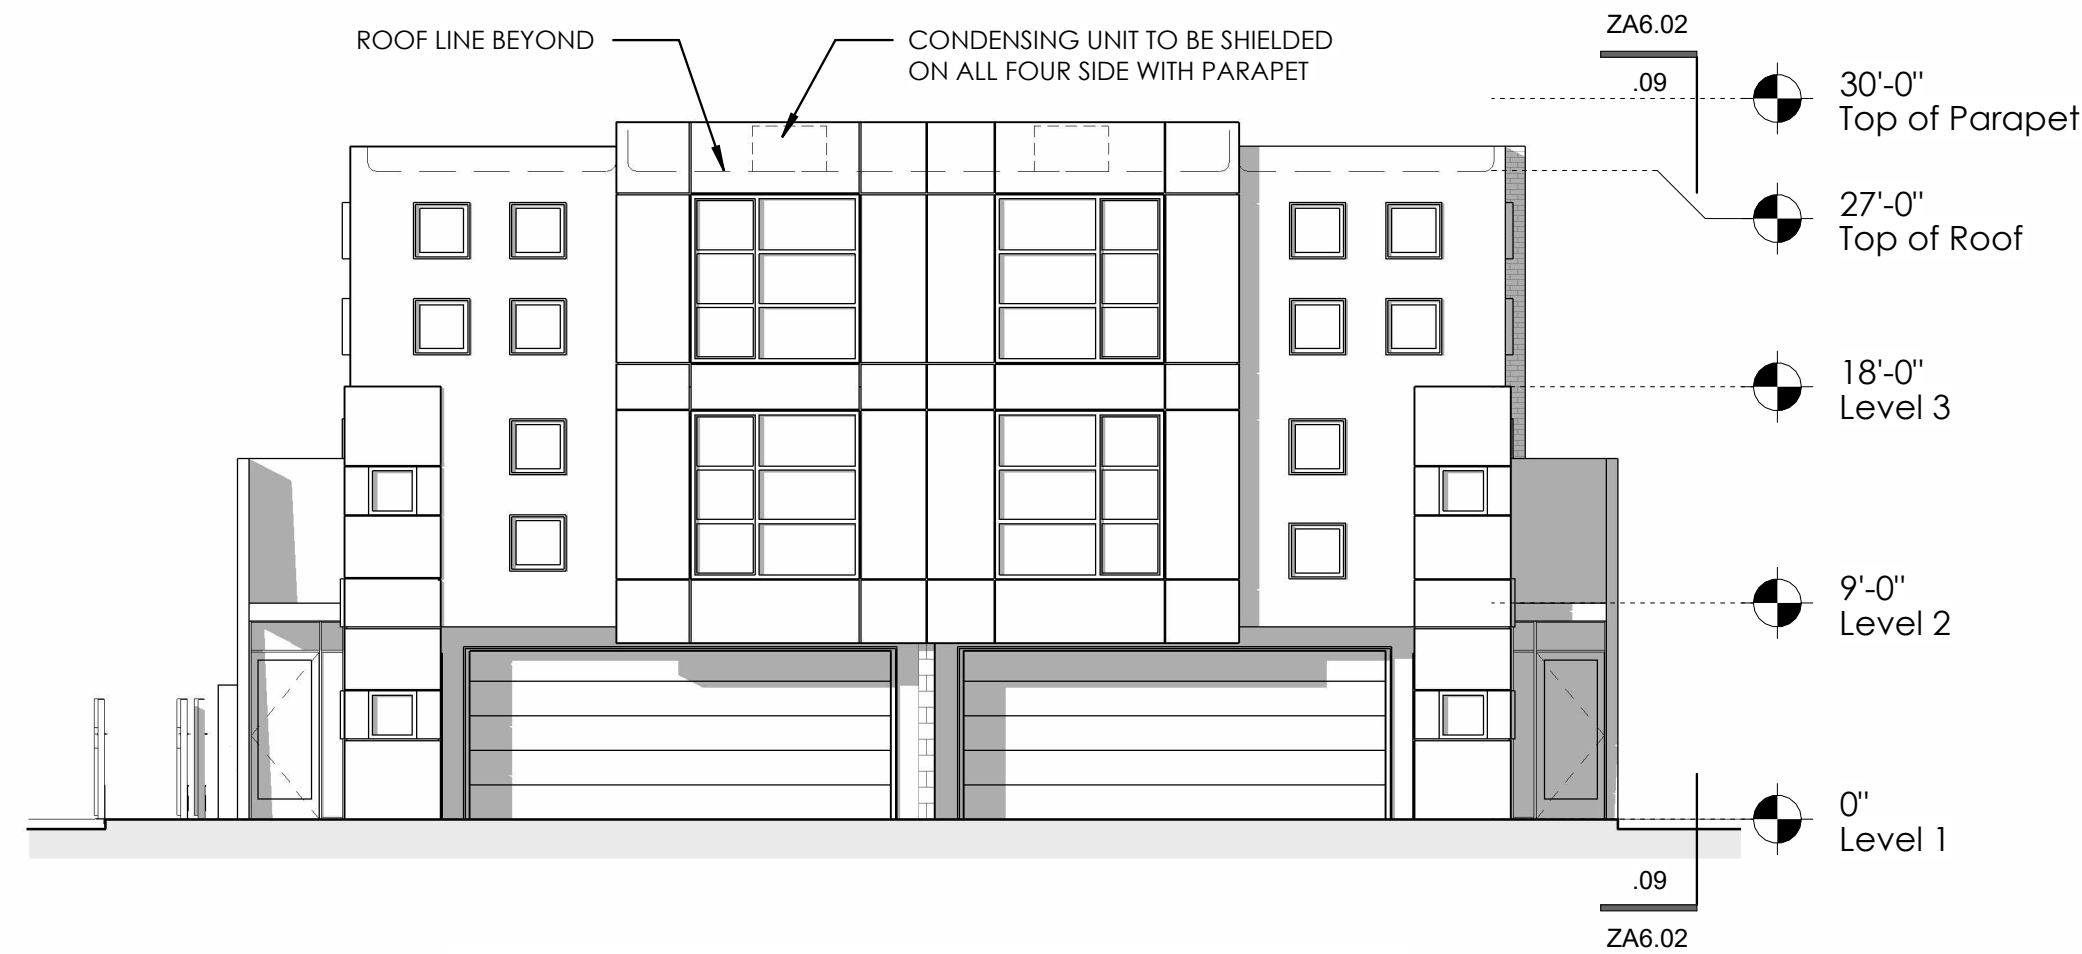 ROOF LINE BEYOND
CONDENSING UNIT TO BE SHIELDED
ON ALL FOUR SIDE WITH PARAPET
ZA6.02
.09
30'-0"
Top of Parapet
27'-0"
Top of Roof
18'-0"
Level 3
9'-0"
Level 2
0"
Level 1
.09
ZA6.02